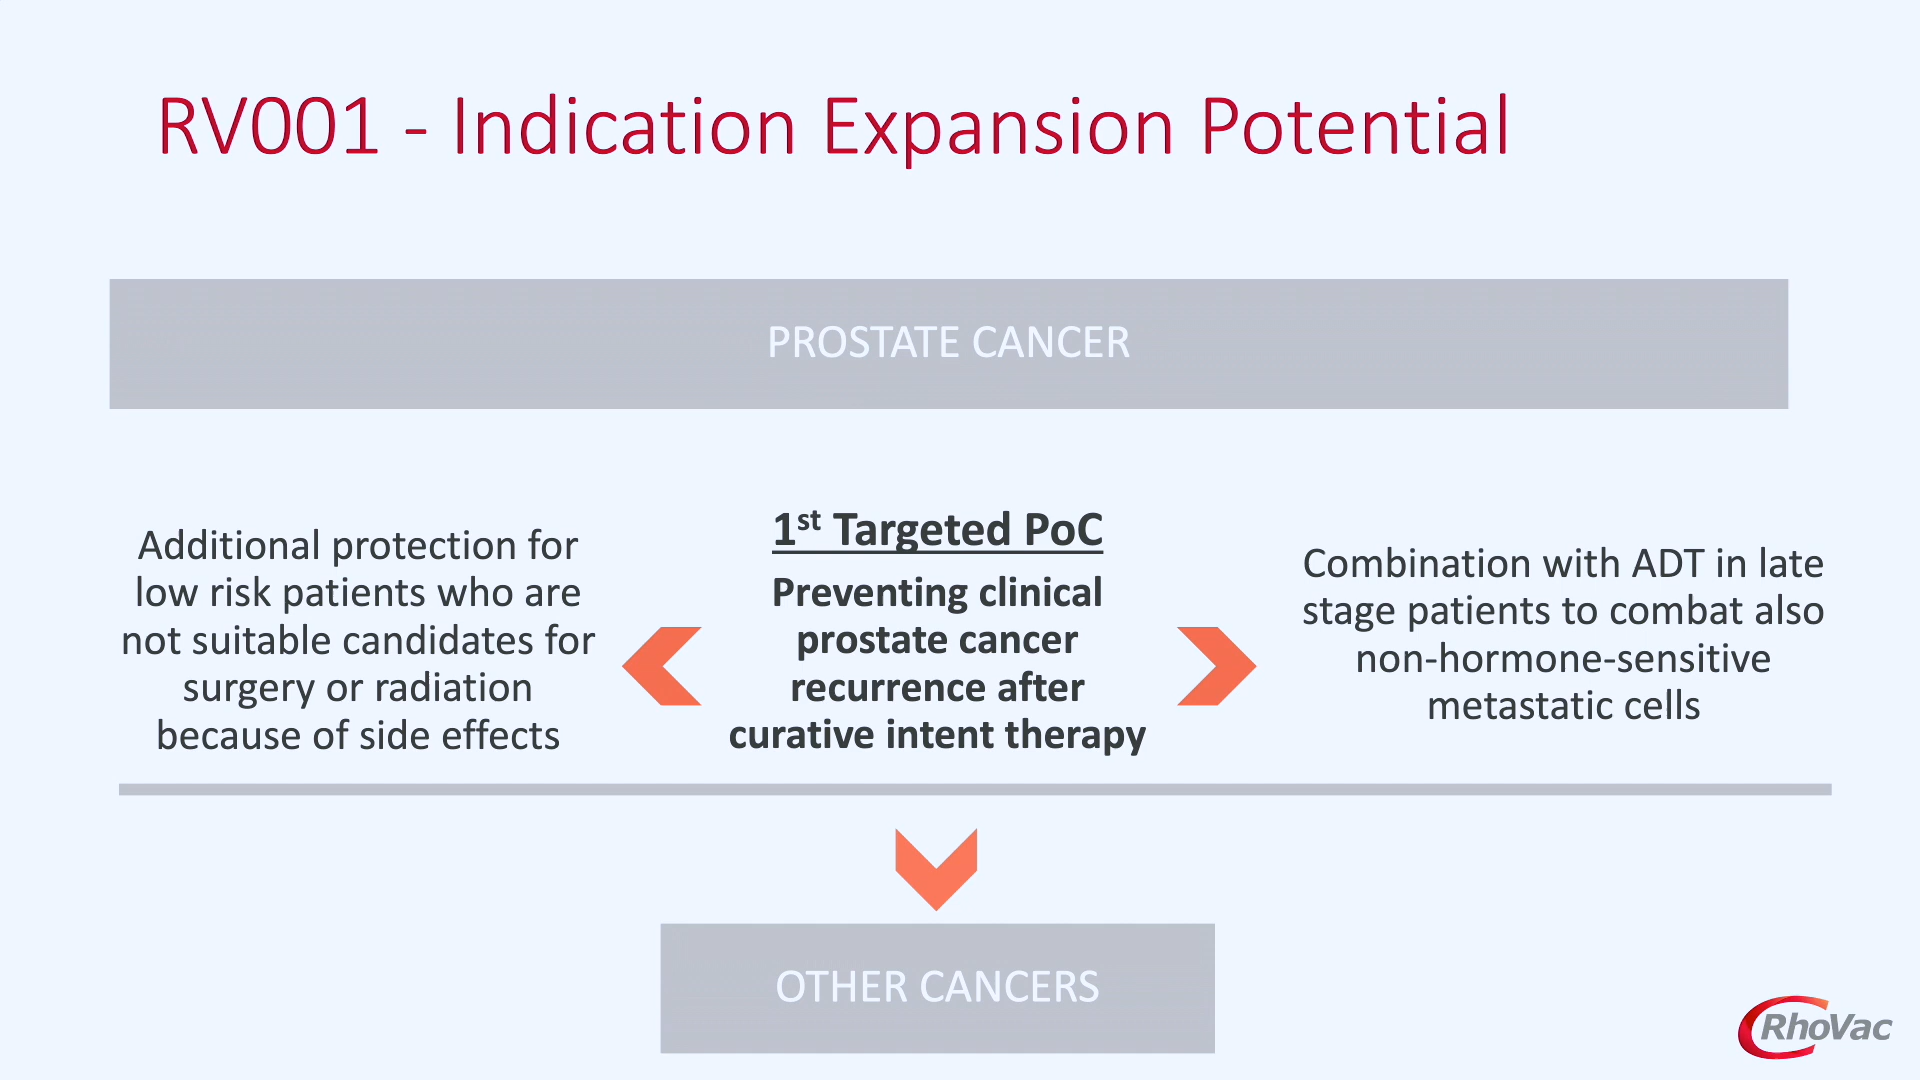 RV001 - Indication Expansion Potential
PROSTATE CANCER
Additional protection for
low risk patients who are
not suitable candidates for
surgery or radiation
because of side effects
1st Targeted PoC
Preventing clinical
prostate cancer
recurrence after
curative intent therapy
Combination with ADT in late
stage patients to combat also
non-hormone-sensitive
metastatic cells
OTHER CANCERS
RhoVac